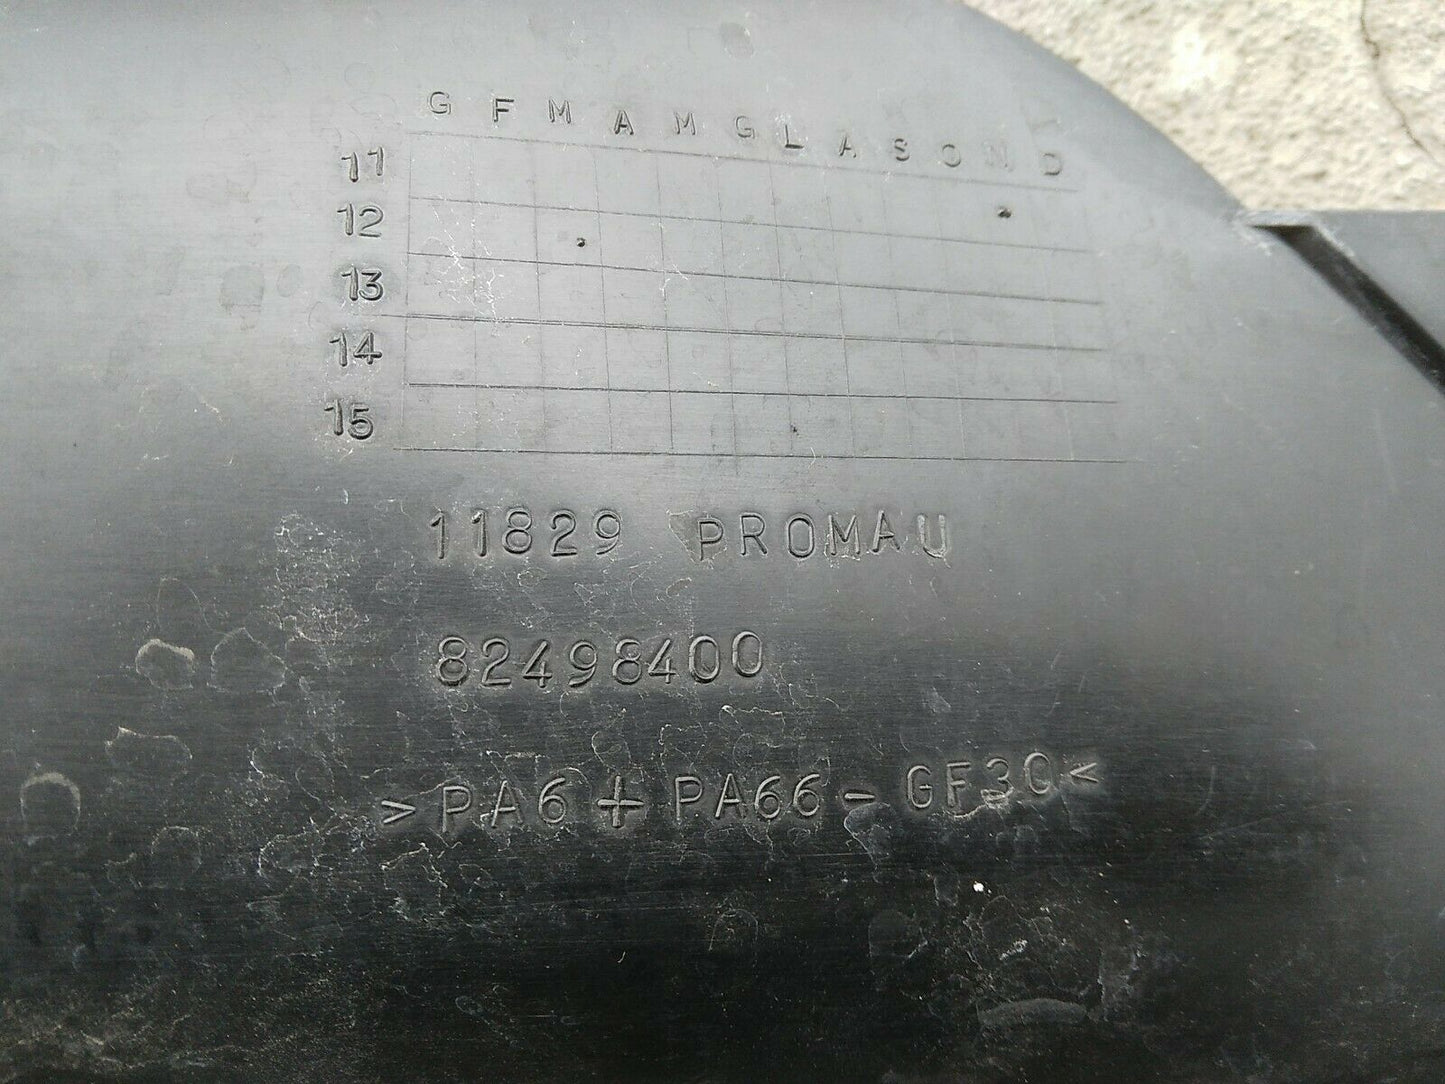 G F M A M G L A S O N D
11
12
13
14
15
11829 PROMAU
82498400
>PA6+PA66-GF30<